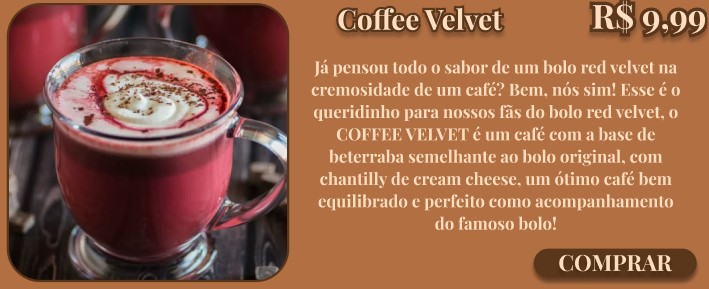 Coffee Velvet
R$ 9,99
Já pensou todo o sabor de um bolo red velvet na
cremosidade de um café? Bem, nós sim! Esse é o
queridinho para nossos fãs do bolo red velvet, o
COFFEE VELVET é um café com a base de
beterraba semelhante ao bolo original, com
chantilly de cream cheese, um ótimo café bem
equilibrado e perfeito como acompanhamento
do famoso bolo!
COMPRAR